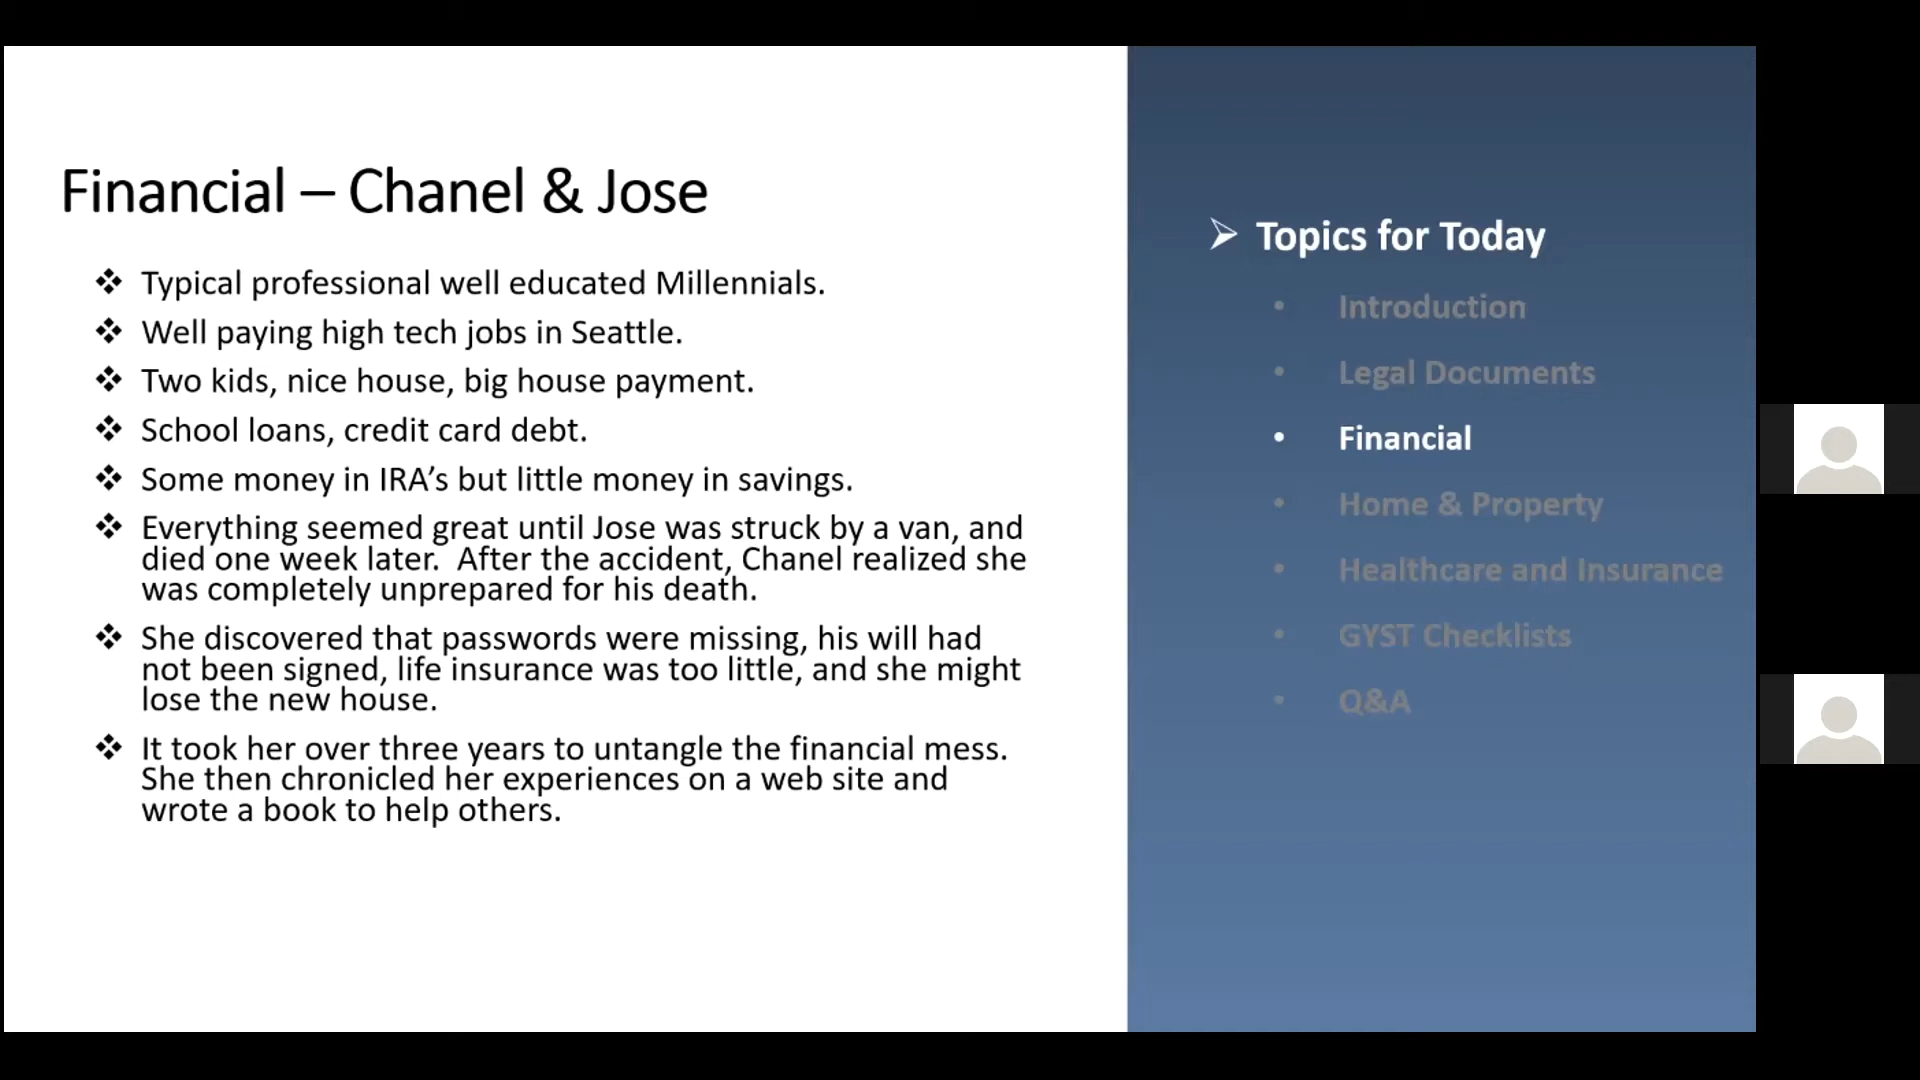 Financial – Chanel & Jose
❖ Typical professional well educated Millennials.
❖ Well paying high tech jobs in Seattle.
❖ Two kids, nice house, big house payment.
❖ School loans, credit card debt.
❖ Some money in IRA’s but little money in savings.
❖ Everything seemed great until Jose was struck by a van, and
died one week later.  After the accident, Chanel realized she
was completely unprepared for his death.
❖ She discovered that passwords were missing, his will had
not been signed, life insurance was too little, and she might
lose the new house.
❖ It took her over three years to untangle the financial mess.
She then chronicled her experiences on a web site and
wrote a book to help others.
➢ Topics for Today
• Introduction
• Legal Documents
• Financial
• Home & Property
• Healthcare and Insurance
• GYST Checklists
• Q&A